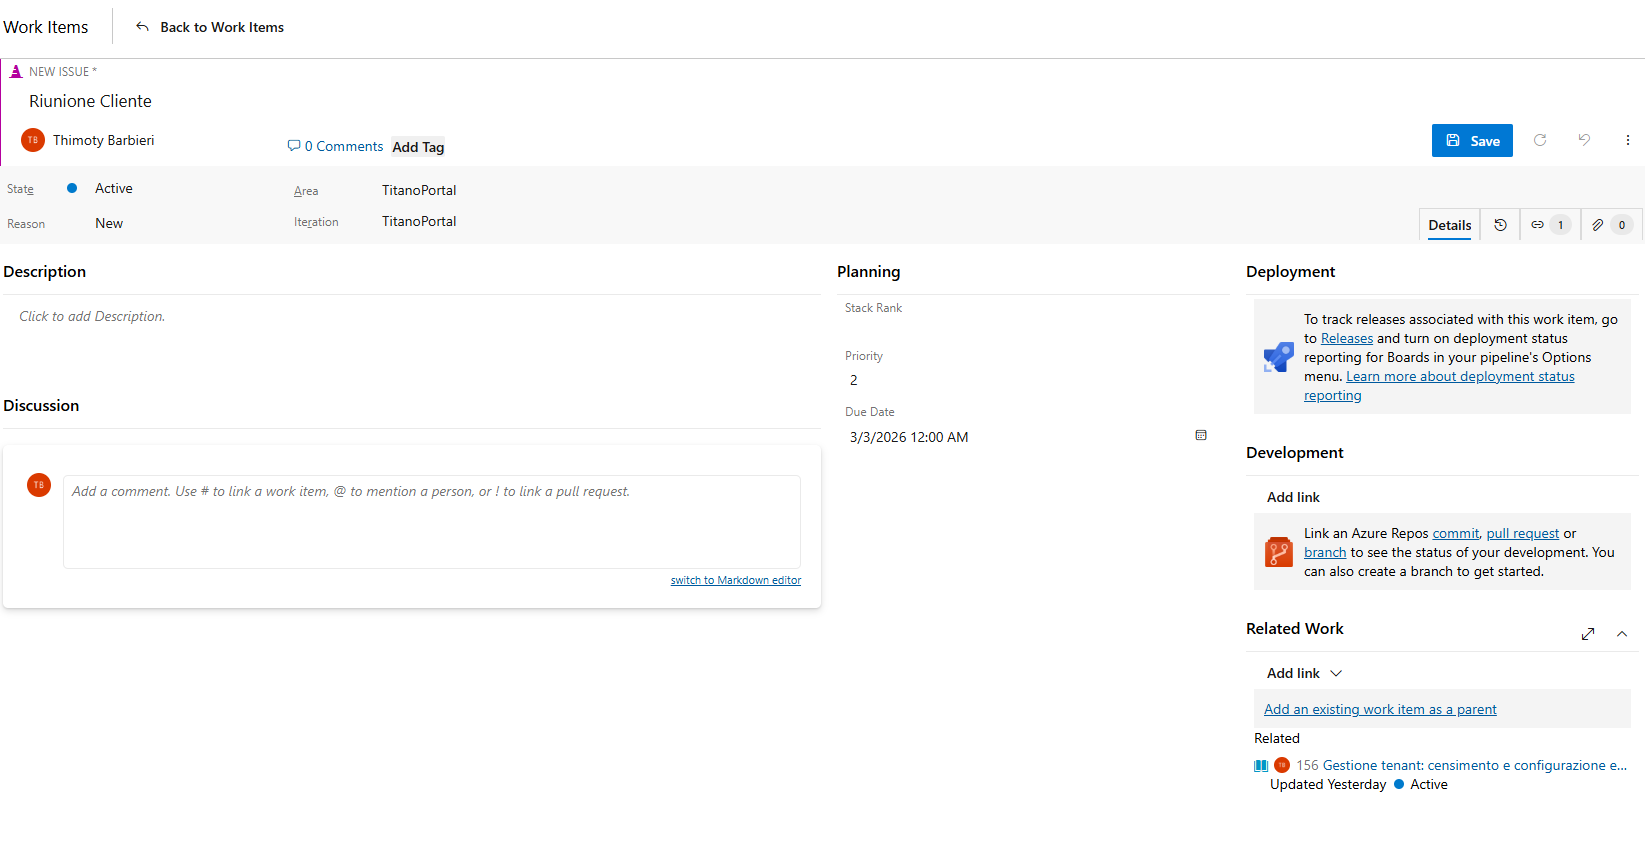 Work Items
Back to Work Items
NEW ISSUE *
Riunione Cliente
TB
Thimoty Barbieri
0 Comments
Add Tag
Save
State
Active
Area
TitanoPortal
Reason
New
Iteration
TitanoPortal
Details
1
0
Description
Click to add Description.
Discussion
TB
Add a comment. Use # to link a work item, @ to mention a person, or ! to link a pull request.
switch to Markdown editor
Planning
Stack Rank
Priority
2
Due Date
3/3/2026 12:00 AM
Deployment
To track releases associated with this work item, go
to Releases and turn on deployment status
reporting for Boards in your pipeline's Options
menu. Learn more about deployment status
reporting
Development
Add link
Link an Azure Repos commit, pull request or
branch to see the status of your development. You
can also create a branch to get started.
Related Work
Add link
Add an existing work item as a parent
Related
TB 156 Gestione tenant: censimento e configurazione e...
Updated Yesterday Active